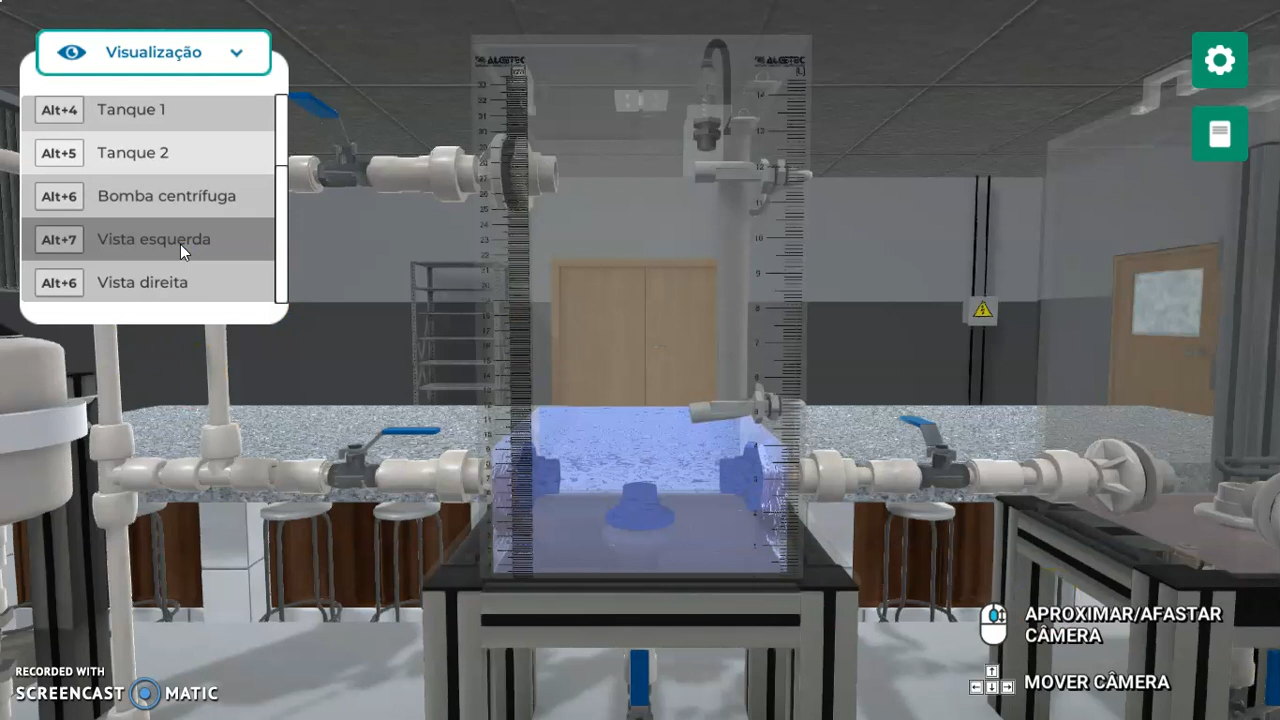 Visualização
Alt+4 Tanque 1
Alt+5 Tanque 2
Alt+6 Bomba centrífuga
Alt+7 Vista esquerda
Alt+6 Vista direita
ALGETEC
ALGETEC
APROXIMAR/AFASTAR
CÂMERA
MOVER CÂMERA
RECORDED WITH
SCREENCAST MATIC